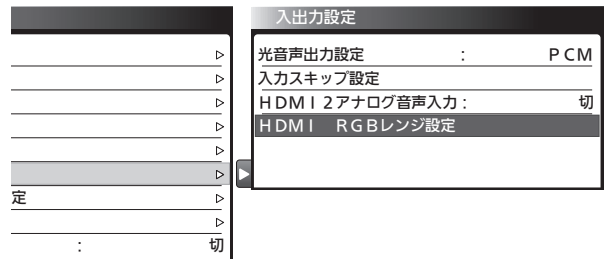 定
: 切
入出力設定
光音声出力設定 : PCM
入力スキップ設定
HDMI2アナログ音声入力: 切
HDMI RGBレンジ設定